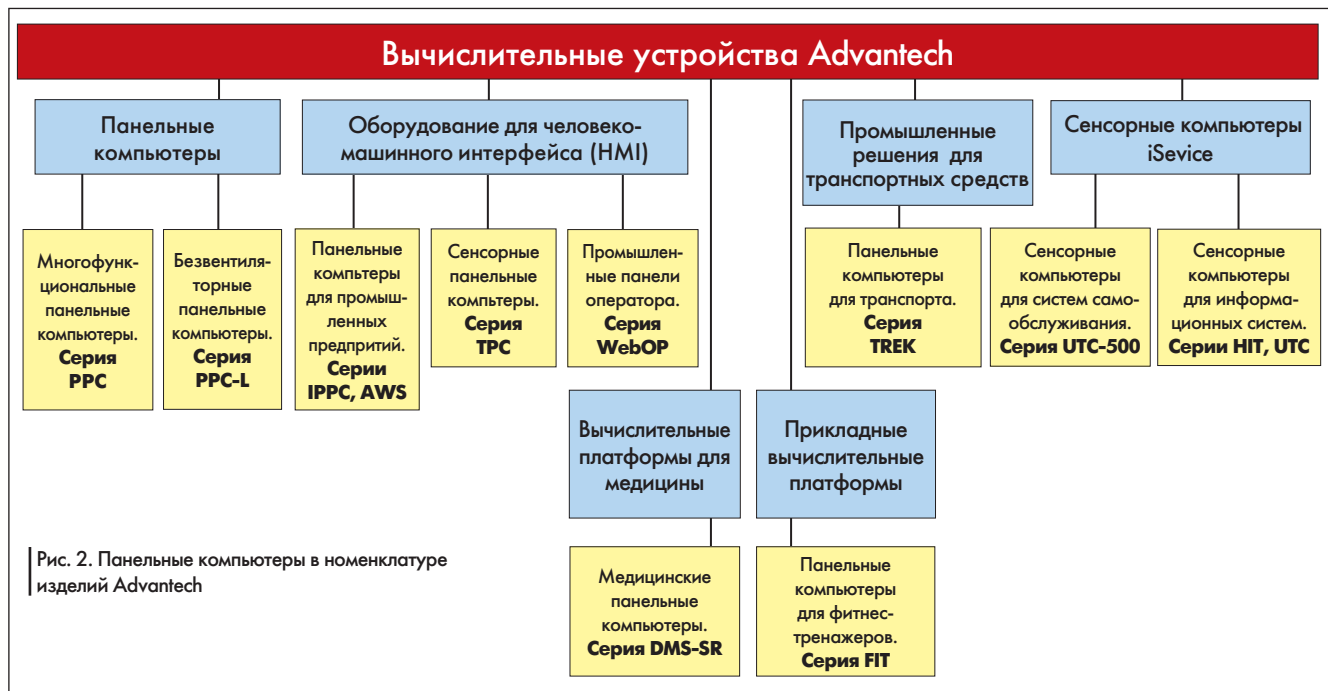 Вычислительные устройства Advantech
Панельные
компьютеры
Оборудование для человеко-
машинного интерфейса (HMI)
Промышленные
решения для
транспортных средств
Сенсорные компьютеры
iSevice
Многофунк-
циональные
панельные
компьютеры.
Серия
PPC
Безвентиля-
торные
панельные
компьютеры.
Серия
PPC-L
Панельные
компьтеры
для промыш-
ленных
предпритий.
Серии
IPPC, AWS
Сенсорные
панельные
компьтеры.
Серия
TPC
Промышлен-
ные панели
оператора.
Серия
WebOP
Панельные
компьютеры
для транспорта.
Серия
TREK
Сенсорные
компьютеры
для систем само-
обслуживания.
Серия UTC-500
Сенсорные
компьютеры
для информа-
ционных систем.
Серии HIT, UTC
Вычислительные
платформы для
медицины
Прикладные
вычислительные
платформы
Медицинские
панельные
компьютеры.
Серия DMS-SR
Панельные
компьютеры
для фитнес-
тренажеров.
Серия FIT
Рис. 2. Панельные компьютеры в номенклатуре
изделий Advantech